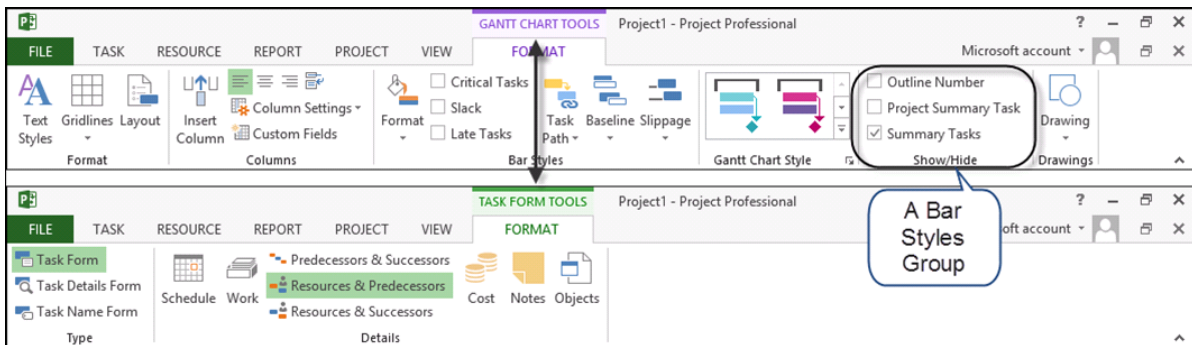 GANTT CHART TOOLS Project1 - Project Professional ?
FILE TASK RESOURCE REPORT PROJECT VIEW FORMAT Microsoft account
Text Styles
Gridlines
Layout
Format
Insert Column
Column Settings
Custom Fields
Columns
Format
Critical Tasks
Slack
Late Tasks
Task Path
Baseline
Slippage
Bar Styles
Gantt Chart Style
Outline Number
Project Summary Task
Summary Tasks
Show/Hide
Drawing
Drawings
A Bar
Styles
Group
TASK FORM TOOLS Project1 - Project Professional ?
FILE TASK RESOURCE REPORT PROJECT VIEW FORMAT oft account
Task Form
Task Details Form
Task Name Form
Type
Schedule
Work
Predecessors & Successors
Resources & Predecessors
Resources & Successors
Cost
Notes
Objects
Details